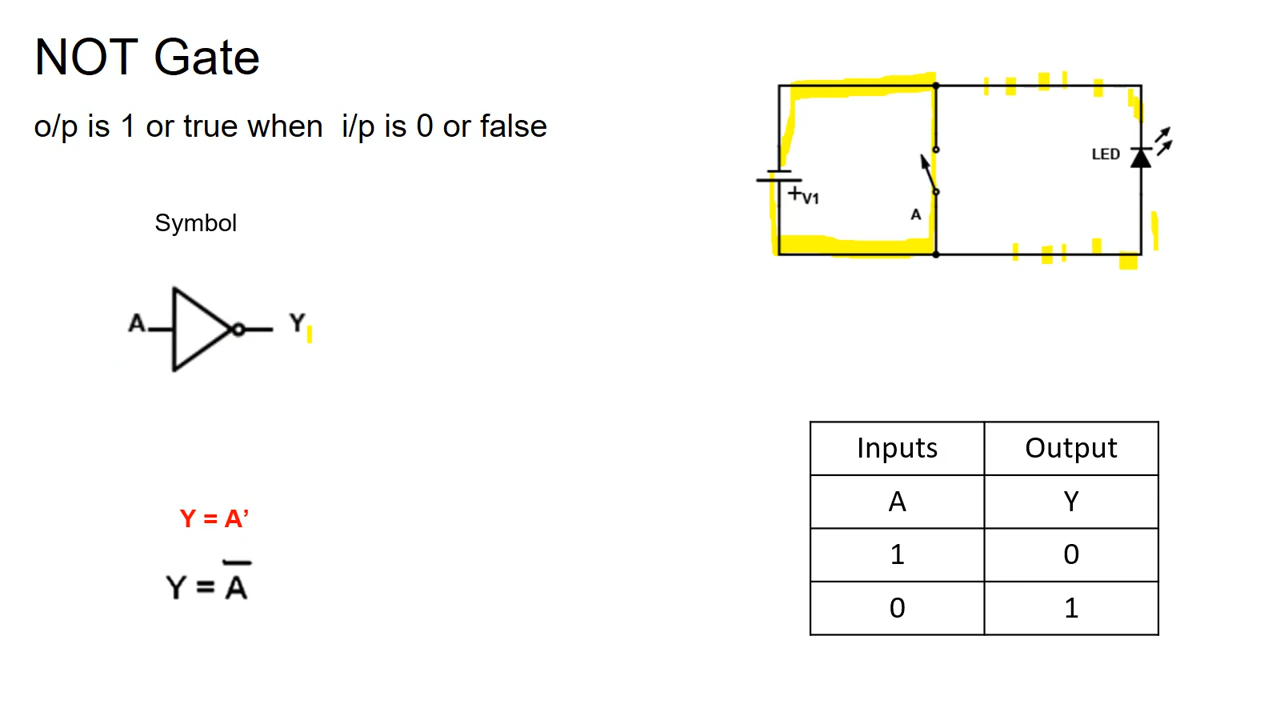 NOT Gate
o/p is 1 or true when i/p is 0 or false
Symbol
A Y
Y = A’
Y = A̅
+V1
A
LED
Inputs Output
A Y
1 0
0 1